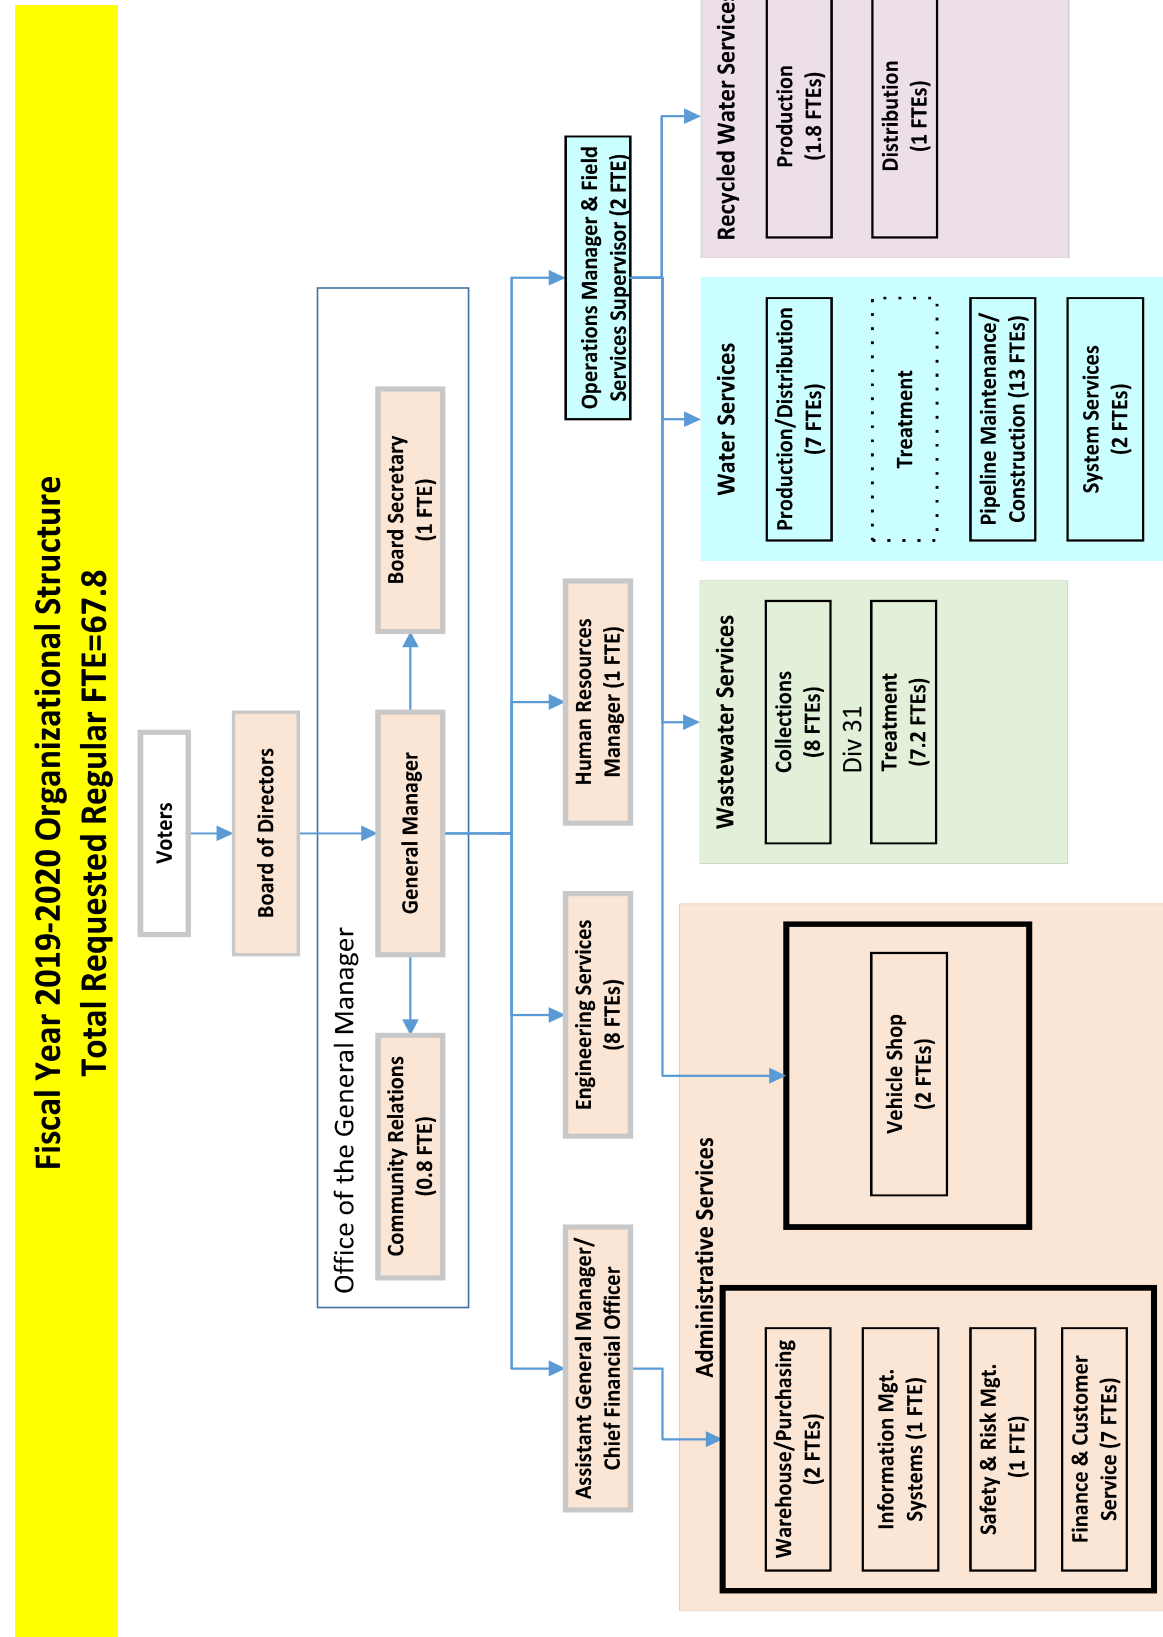 Fiscal Year 2019-2020 Organizational Structure
Total Requested Regular FTE=67.8
Voters
Board of Directors
Office of the General Manager
Community Relations
(0.8 FTE)
General Manager
Board Secretary
(1 FTE)
Assistant General Manager/
Chief Financial Officer
Engineering Services
(8 FTEs)
Human Resources
Manager (1 FTE)
Operations Manager & Field
Services Supervisor (2 FTE)
Administrative Services
Warehouse/Purchasing
(2 FTEs)
Information Mgt.
Systems (1 FTE)
Safety & Risk Mgt.
(1 FTE)
Finance & Customer
Service (7 FTEs)
Vehicle Shop
(2 FTEs)
Wastewater Services
Collections
(8 FTEs)
Div 31
Treatment
(7.2 FTEs)
Water Services
Production/Distribution
(7 FTEs)
Treatment
Pipeline Maintenance/
Construction (13 FTEs)
System Services
(2 FTEs)
Recycled Water Services
Production
(1.8 FTEs)
Distribution
(1 FTEs)